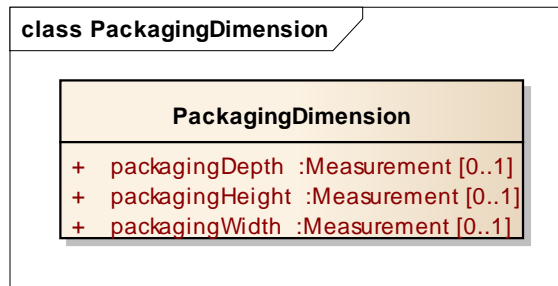 class PackagingDimension
PackagingDimension
+ packagingDepth :Measurement [0..1]
+ packagingHeight :Measurement [0..1]
+ packagingWidth :Measurement [0..1]